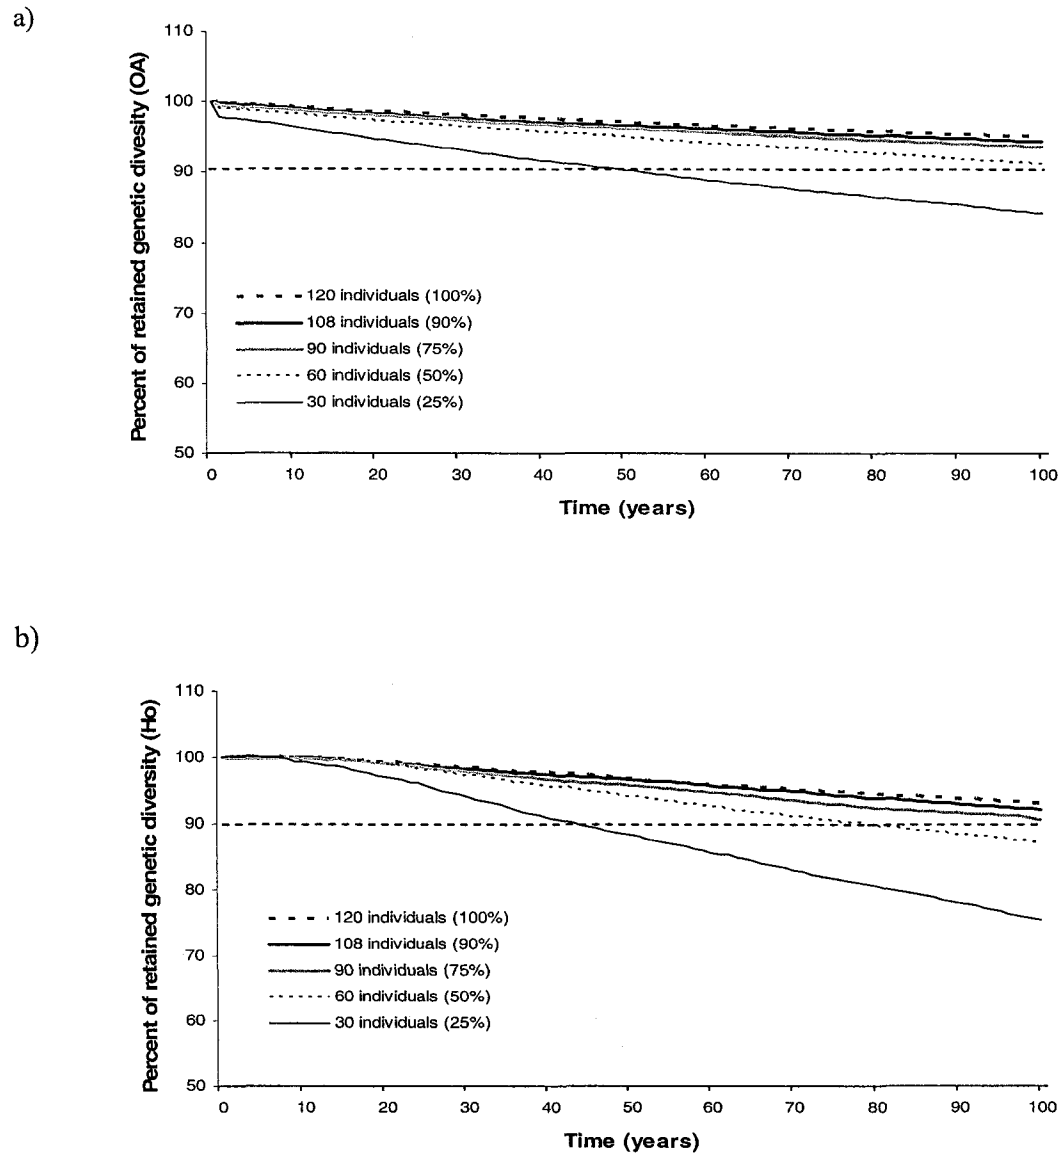 a)
Percent of retained genetic divesity (OA)
110
100
90
80
70
60
50
120 individuals (100%)
108 individuals (90%)
90 individuals (75%)
60 individuals (50%)
30 individuals (25%)
0 10 20 30 40 50 60 70 80 90 100
Time (years)
b)
Percent of retained genetic diversity (Ho)
110
100
90
80
70
60
50
120 individuals (100%)
108 individuals (90%)
90 individuals (75%)
60 individuals (50%)
30 individuals (25%)
0 10 20 30 40 50 60 70 80 90 100
Time (years)